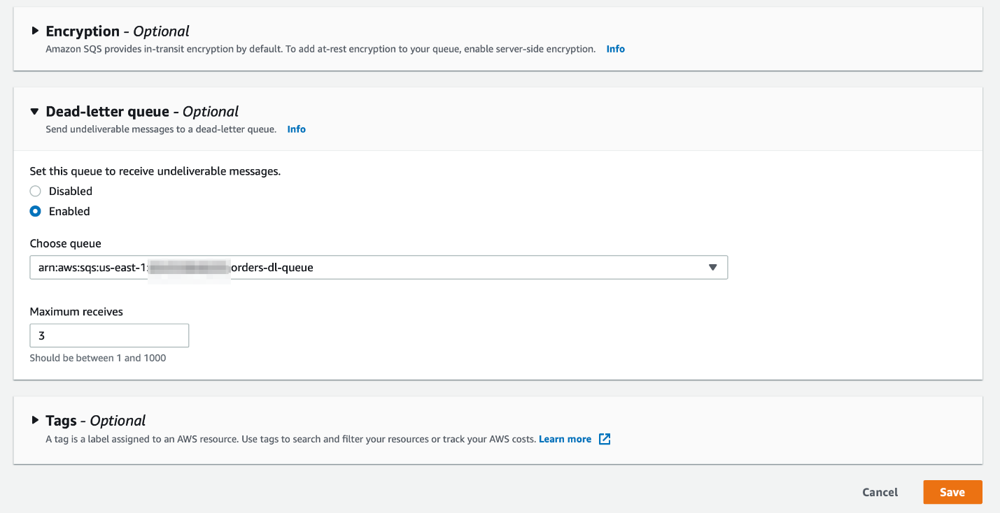 Encryption - Optional
Amazon SQS provides in-transit encryption by default. To add at-rest encryption to your queue, enable server-side encryption. Info
Dead-letter queue - Optional
Send undeliverable messages to a dead-letter queue. Info
Set this queue to receive undeliverable messages.
Disabled
Enabled
Choose queue
arn:aws:sqs:us-east-1: orders-dl-queue
Maximum receives
3
Should be between 1 and 1000
Tags - Optional
A tag is a label assigned to an AWS resource. Use tags to search and filter your resources or track your AWS costs. Learn more
Cancel Save